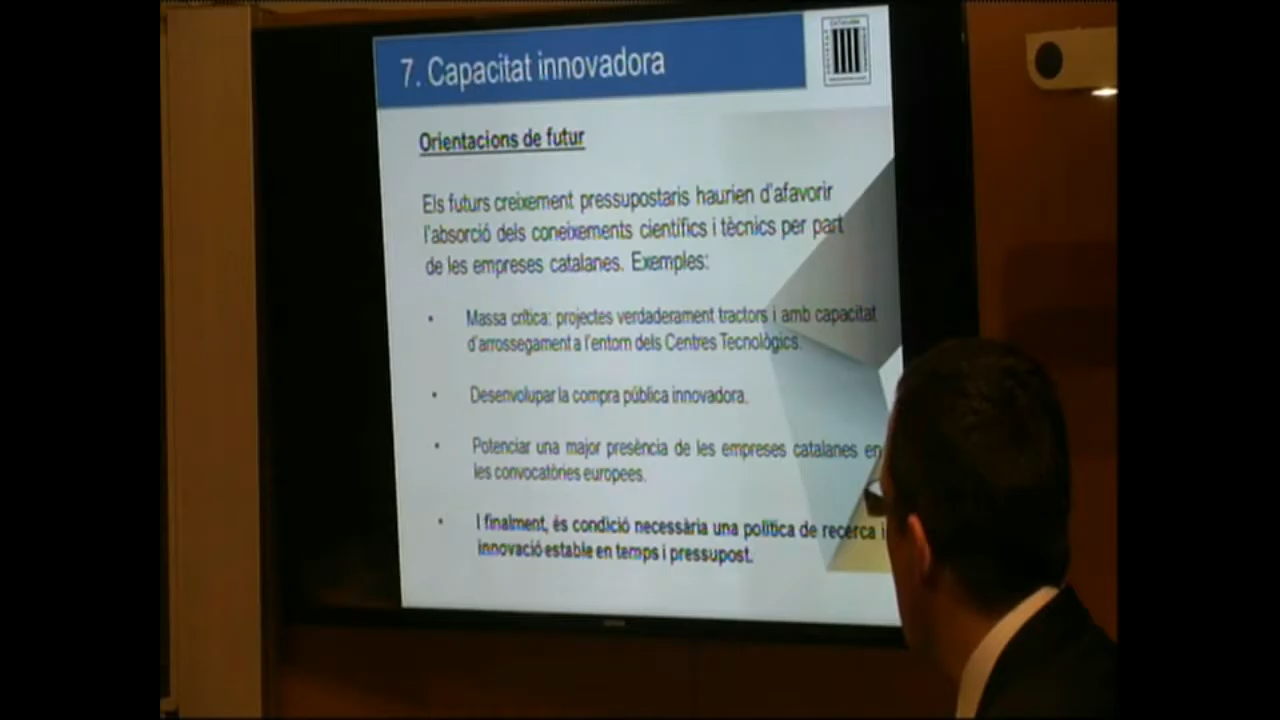 7. Capacitat innovadora
Orientacions de futur
Els futurs creixement pressupostaris haurien d'afavorir
l'absorció dels coneixements científics i tècnics per part
de les empreses catalanes. Exemples:
• Massa crítica: projectes verdaderament tractors i amb capacitat
d'arrossegament a l'entorn dels Centres Tecnològics.
• Desenvolupar la compra pública innovadora.
• Potenciar una major presència de les empreses catalanes en
les convocatòries europees.
• I finalment, és condició necessària una política de recerca i
innovació estable en temps i pressupost.